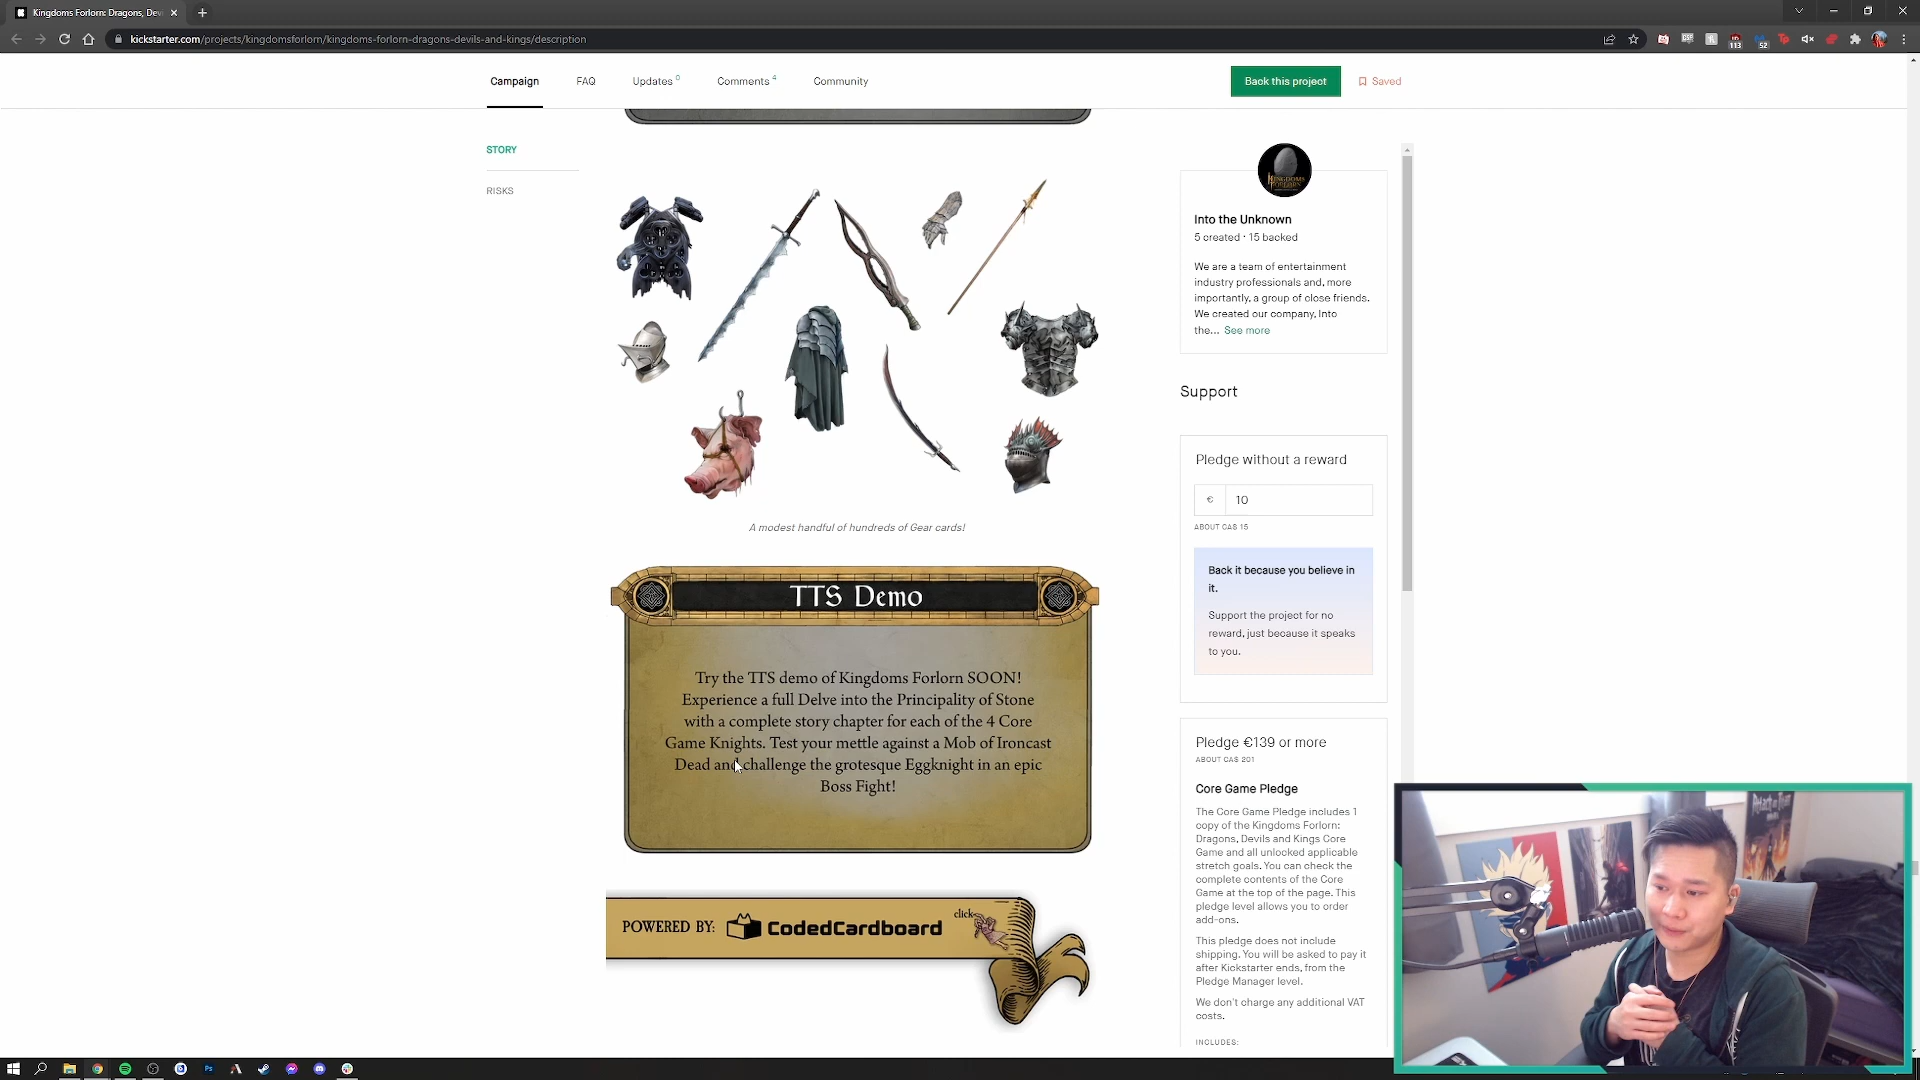 Kingdoms Forlorn: Dragons, Dev
kickstarter.com/projects/kingdomsforlorn/kingdoms-forlorn-dragons-devils-and-kings/description
113
52
Campaign
FAQ
Updates 0
Comments 4
Community
Back this project
Saved
STORY
RISKS
A modest handful of hundreds of Gear cards!
TTS Demo
Try the TTS demo of Kingdoms Forlorn SOON!
Experience a full Delve into the Principality of Stone
with a complete story chapter for each of the 4 Core
Game Knights. Test your mettle against a Mob of Ironcast
Dead and challenge the grotesque Eggknight in an epic
Boss Fight!
POWERED BY: CodedCardboard
click
KINGDOMS
FORLORN
Into the Unknown
5 created · 15 backed
We are a team of entertainment
industry professionals and, more
importantly, a group of close friends.
We created our company, Into
the... See more
Support
Pledge without a reward
€ 10
ABOUT CA$ 15
Back it because you believe in
it.
Support the project for no
reward, just because it speaks
to you.
Pledge €139 or more
ABOUT CA$ 201
Core Game Pledge
The Core Game Pledge includes 1
copy of the Kingdoms Forlorn:
Dragons, Devils and Kings Core
Game and all unlocked applicable
stretch goals. You can check the
complete contents of the Core
Game at the top of the page. This
pledge level allows you to order
add-ons.
This pledge does not include
shipping. You will be asked to pay it
after Kickstarter ends, from the
Pledge Manager level.
We don't charge any additional VAT
costs.
INCLUDES:
Attack on Titan